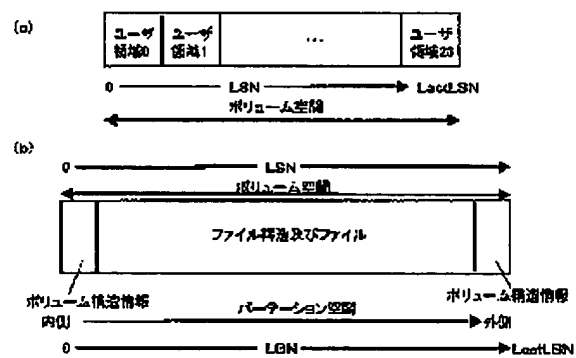 (a)
ユーザ 領域0 ユーザ 領域1 ... ユーザ 領域23
0 LSN LastLSN
ボリューム空間
(b)
0 LSN
ボリューム空間
ファイル構造及びファイル
ボリューム構造情報 ボリューム構造情報
内側 パーテーション空間 外側
0 LBN LastLBN